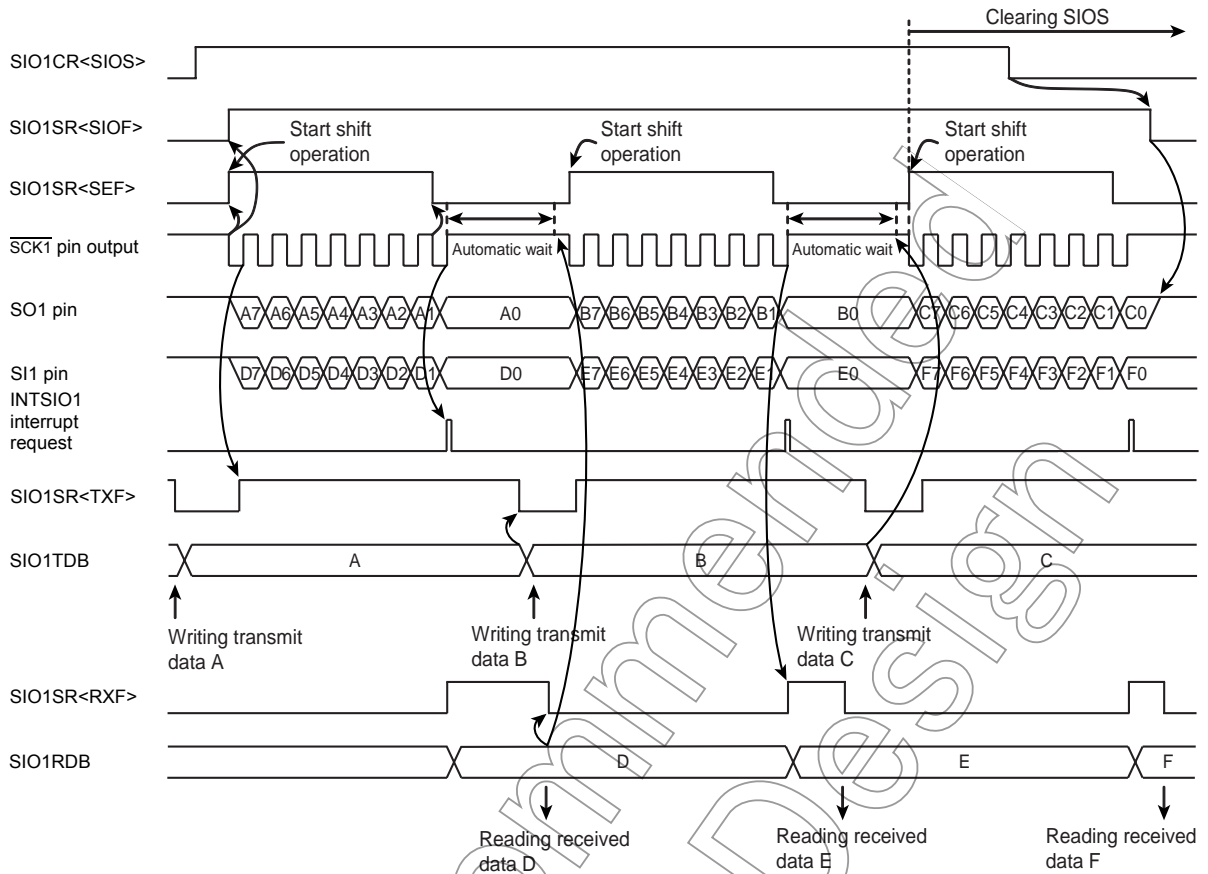 Clearing SIOS
SIO1CR<SIOS>
SIO1SR<SIOF>
Start shift
operation
Start shift
operation
Start shift
operation
SIO1SR<SEF>
SCK1 pin output
Automatic wait
Automatic wait
SO1 pin
A7 A6 A5 A4 A3 A2 A1 A0 B7 B6 B5 B4 B3 B2 B1 B0 C7 C6 C5 C4 C3 C2 C1 C0
SI1 pin
D7 D6 D5 D4 D3 D2 D1 D0 E7 E6 E5 E4 E3 E2 E1 E0 F7 F6 F5 F4 F3 F2 F1 F0
INTSIO1
interrupt
request
SIO1SR<TXF>
SIO1TDB
A B C
Writing transmit
data A
Writing transmit
data B
Writing transmit
data C
SIO1SR<RXF>
SIO1RDB
D E F
Reading received
data D
Reading received
data E
Reading received
data F
ommended
Design